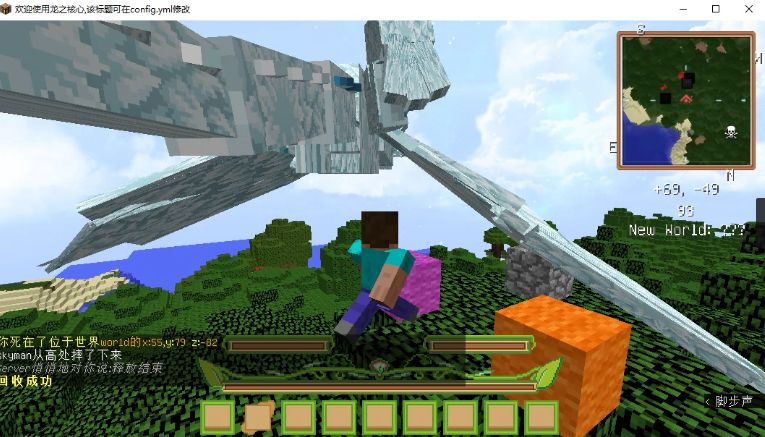 欢迎使用龙之核心,该标题可在config.yml修改
S
E
N
+69, -49
93
New World: ???
你死在了位于世界world的x:55,y:79 z:-82
skyman从高处摔了下来
Server悄悄地对你说:释放结束
回收成功
< 脚步声